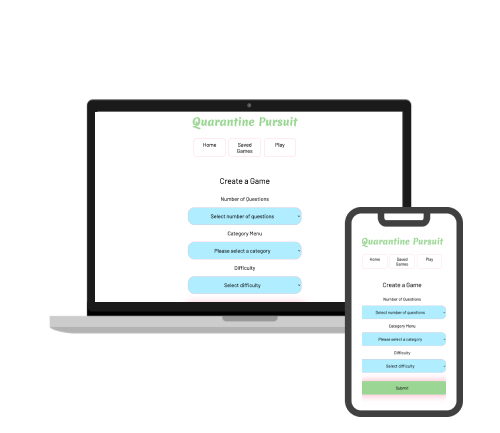 Quarantine Pursuit
Home
Saved
Games
Play
Create a Game
Number of Questions
Select number of questions
Category Menu
Please select a category
Difficulty
Select difficulty
Quarantine Pursuit
Home
Saved
Games
Play
Create a Game
Number of Questions
Select number of questions
Category Menu
Please select a category
Difficulty
Select difficulty
Submit